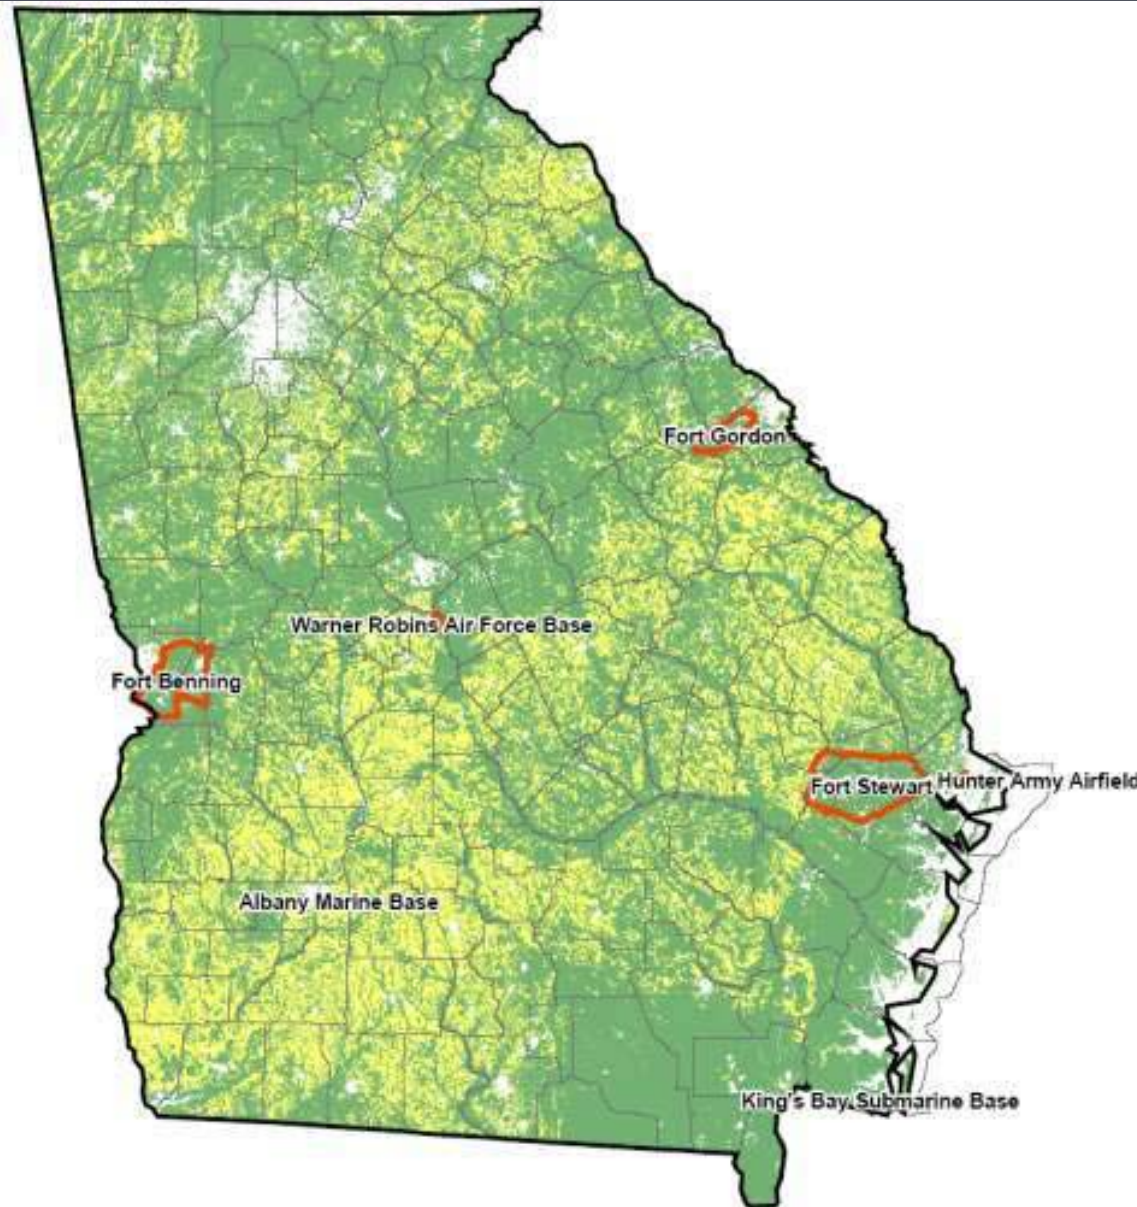 Fort Gordon
Warner Robins Air Force Base
Fort Benning
Fort Stewart
Hunter Army Airfield
Albany Marine Base
King's Bay Submarine Base